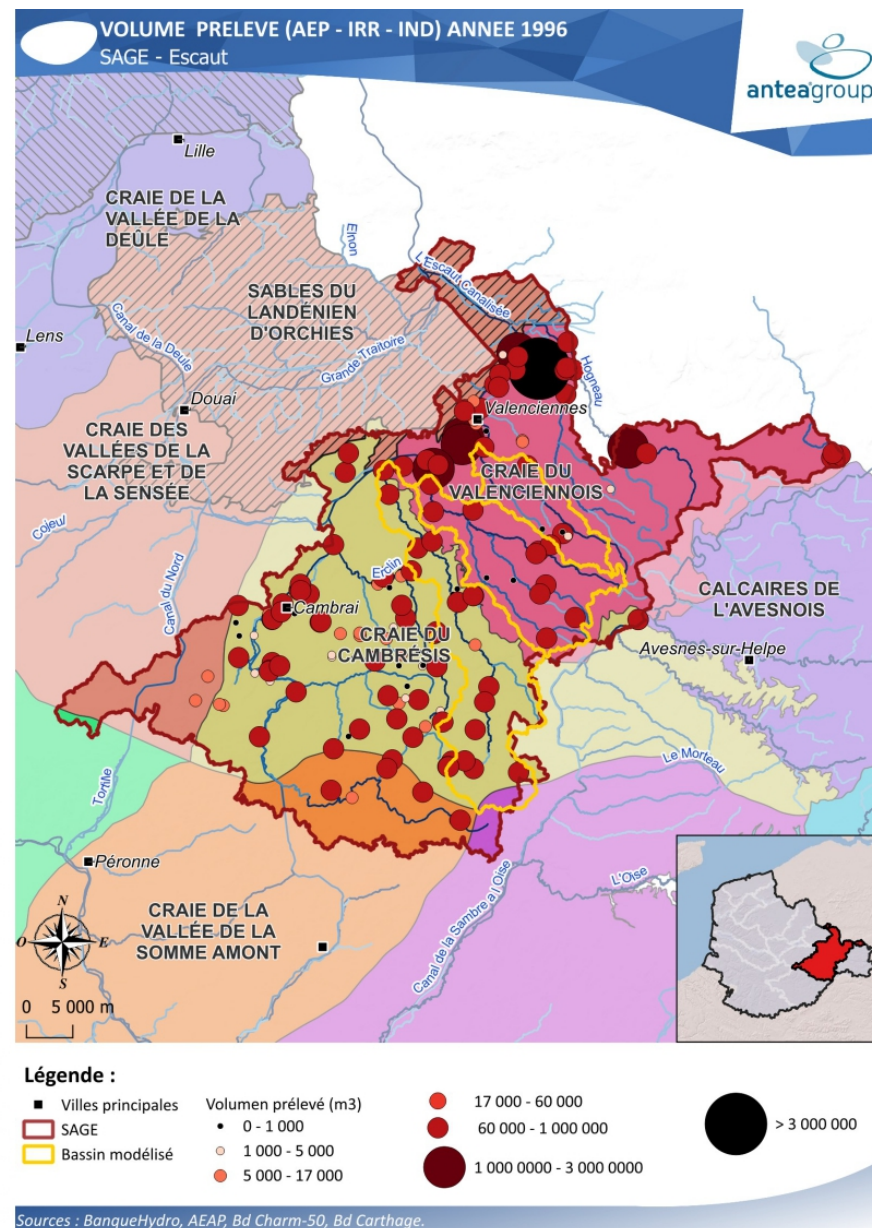 VOLUME PRELEVE (AEP - IRR - IND) ANNEE 1996
SAGE - Escaut
anteagroup
Lille
CRAIE DE LA
VALLÉE DE LA
DEÛLE
Elnon
L'Escaut Canalisée
SABLES DU
LANDÉNIEN
D'ORCHIES
Lens
Canal de la Deule
Grande Traitoire
Hogneau
Douai
Valenciennes
CRAIE DES
VALLÉES DE LA
SCARPE ET DE
LA SENSÉE
CRAIE DU
VALENCIENNOIS
Cojeul
Canal du Nord
Erclin
CALCAIRES DE
L'AVESNOIS
Cambrai
CRAIE DU
CAMBRÉSIS
Avesnes-sur-Helpe
Le Morteau
Tortille
Péronne
L'Oise
Canal de la Sambre a l'Oise
CRAIE DE LA
VALLÉE DE LA
SOMME AMONT
N
O
E
S
0 5 000 m
Légende :
Villes principales
SAGE
Bassin modélisé
Volumen prélevé (m3)
0 - 1 000
1 000 - 5 000
5 000 - 17 000
17 000 - 60 000
60 000 - 1 000 000
1 000 0000 - 3 000 0000
> 3 000 000
Sources : BanqueHydro, AEAP, Bd Charm-50, Bd Carthage.